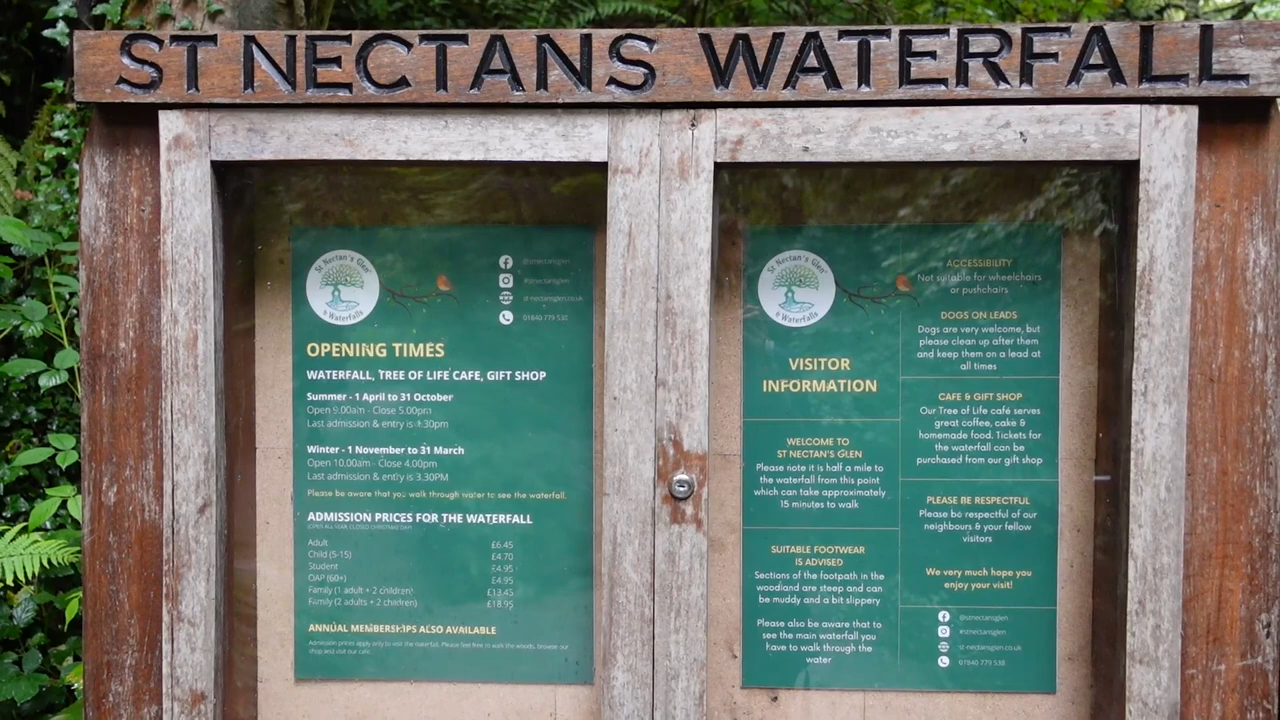 ST NECTANS WATERFALL
St Nectan's Glen
& Waterfalls
@stnectansglen
#stnectansglen
st-nectansglen.co.uk
01840 779 538
OPENING TIMES
WATERFALL, TREE OF LIFE CAFE, GIFT SHOP
Summer - 1 April to 31 October
Open 9.00am - Close 5.00pm
Last admission & entry is 4.30pm
Winter - 1 November to 31 March
Open 10.00am - Close 4.00pm
Last admission & entry is 3.30PM
Please be aware that you walk through water to see the waterfall.
ADMISSION PRICES FOR THE WATERFALL
(OPEN ALL YEAR, CLOSED CHRISTMAS DAY)
Adult £6.45
Child (5-15) £4.70
Student £4.95
OAP (60+) £4.95
Family (1 adult + 2 children) £13.45
Family (2 adults + 2 children) £18.95
ANNUAL MEMBERSHIPS ALSO AVAILABLE
Admission prices apply only to visit the waterfall. Please feel free to walk the woods, browse our
shop and visit our cafe.
St Nectan's Glen
& Waterfalls
VISITOR
INFORMATION
WELCOME TO
ST NECTAN'S GLEN
Please note it is half a mile to
the waterfall from this point
which can take approximately
15 minutes to walk
SUITABLE FOOTWEAR
IS ADVISED
Sections of the footpath in the
woodland are steep and can
be muddy and a bit slippery
Please also be aware that to
see the main waterfall you
have to walk through the
water
ACCESSIBILITY
Not suitable for wheelchairs
or pushchairs
DOGS ON LEADS
Dogs are very welcome, but
please clean up after them
and keep them on a lead at
all times
CAFE & GIFT SHOP
Our Tree of Life café serves
great coffee, cake &
homemade food. Tickets for
the waterfall can be
purchased from our gift shop
PLEASE BE RESPECTFUL
Please be respectful of our
neighbours & your fellow
visitors
We very much hope you
enjoy your visit!
@stnectansglen
#stnectansglen
st-nectansglen.co.uk
01840 779 538